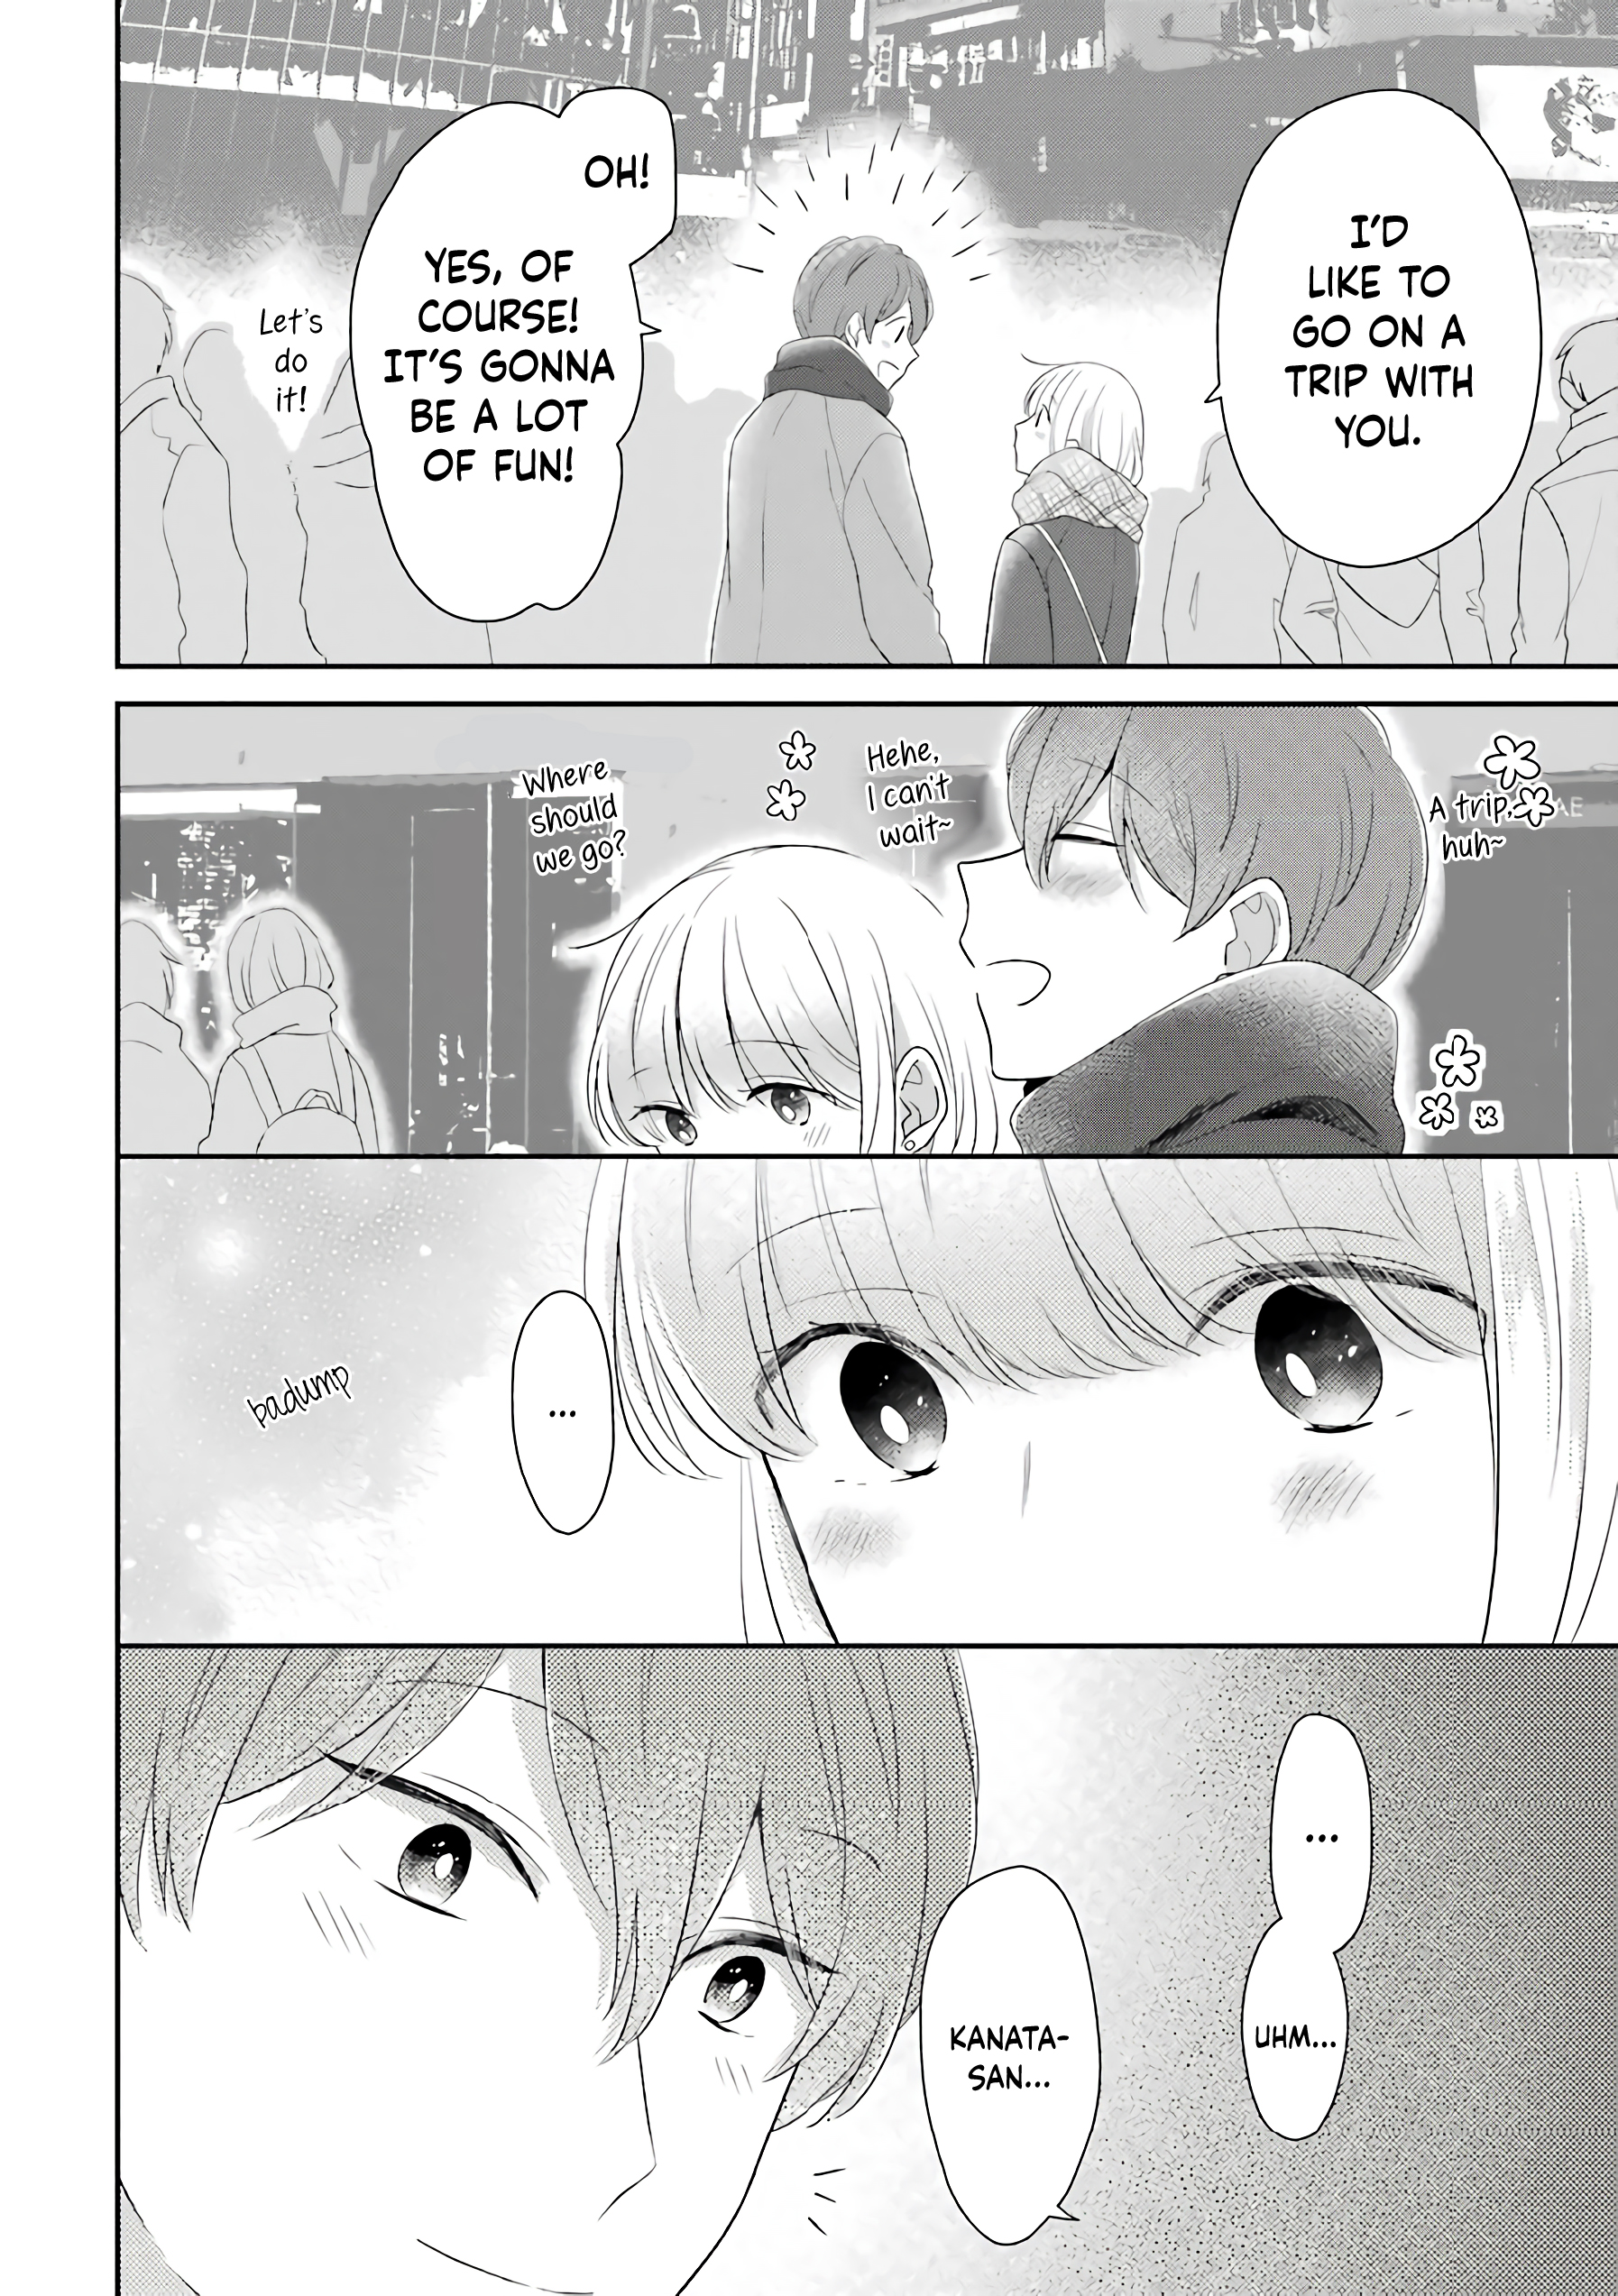 I'D
LIKE TO
GO ON A
TRIP WITH
YOU.
OH!
YES, OF
COURSE!
IT'S GONNA
BE A LOT
OF FUN!
Let's
do
it!
A trip,
huh~
Hehe,
I can't
wait~
Where
should
we go?
...
badump
...
UHM...
KANATA-
SAN...